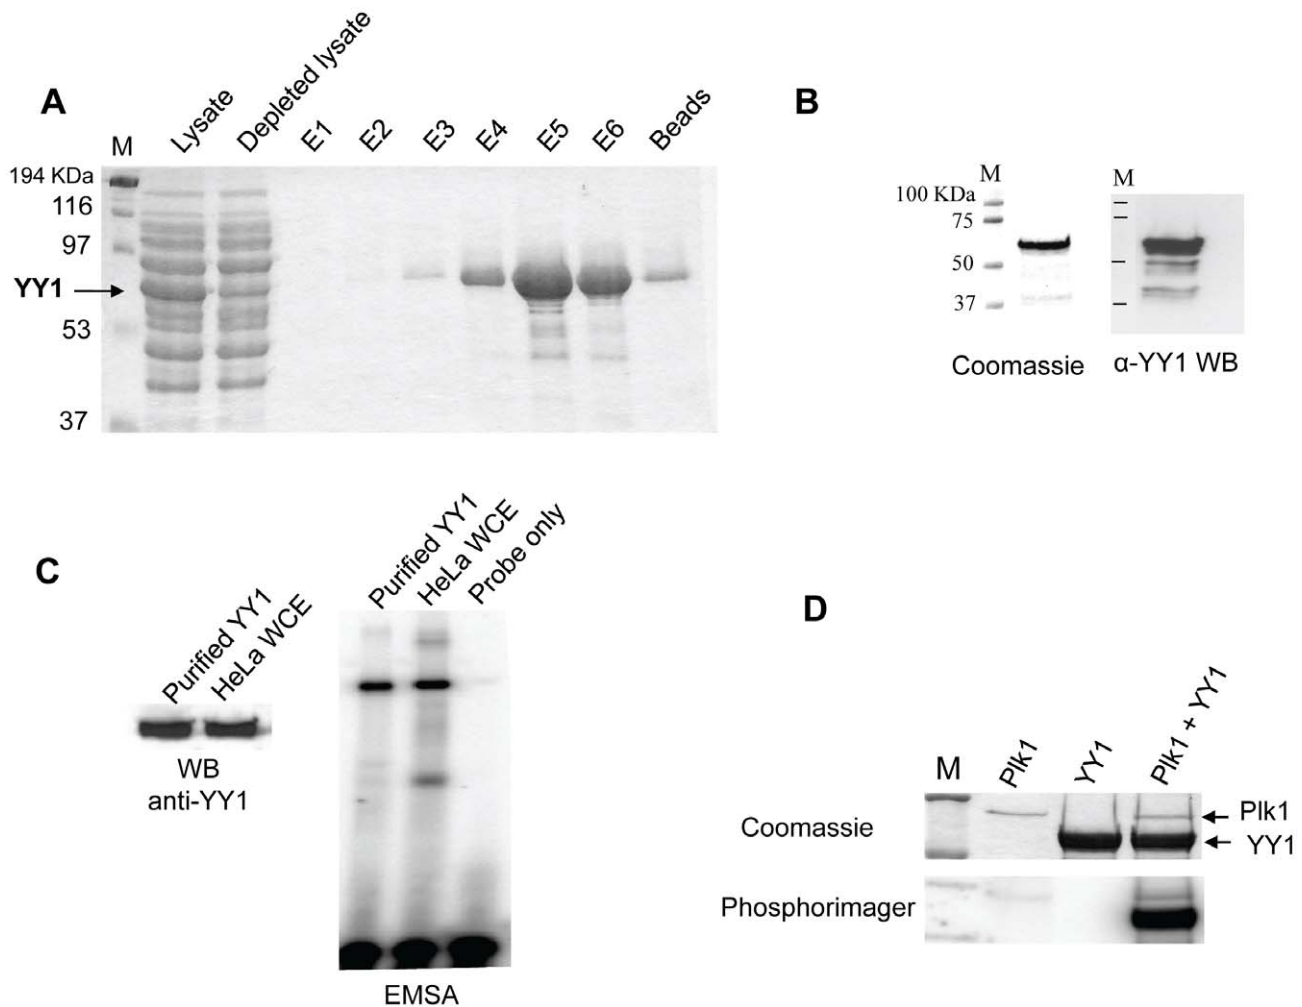 A
M
Lysate
Depleted lysate
E1
E2
E3
E4
E5
E6
Beads
194 KDa
116
97
YY1
53
37
B
M
100 KDa
75
50
37
Coomassie
M
α-YY1 WB
C
Purified YY1
HeLa WCE
WB
anti-YY1
Purified YY1
HeLa WCE
Probe only
EMSA
D
M
Plk1
YY1
Plk1 + YY1
Coomassie
Plk1
YY1
Phosphorimager